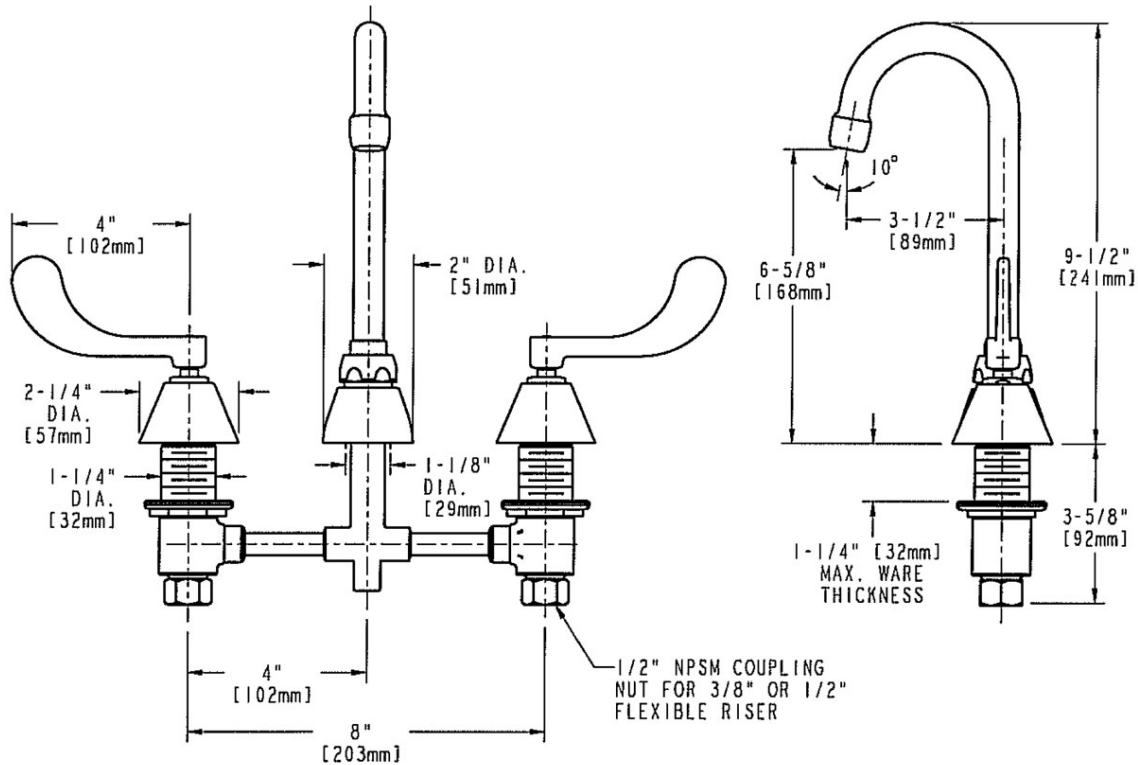 4"
[102mm]
2" DIA.
[51mm]
2-1/4"
DIA.
[57mm]
1-1/4"
DIA.
[32mm]
1-1/8"
DIA.
[29mm]
4"
[102mm]
8"
[203mm]
1/2" NPSM COUPLING
NUT FOR 3/8" OR 1/2"
FLEXIBLE RISER
10°
3-1/2"
[89mm]
6-5/8"
[168mm]
9-1/2"
[241mm]
1-1/4" [32mm]
MAX. WARE
THICKNESS
3-5/8"
[92mm]